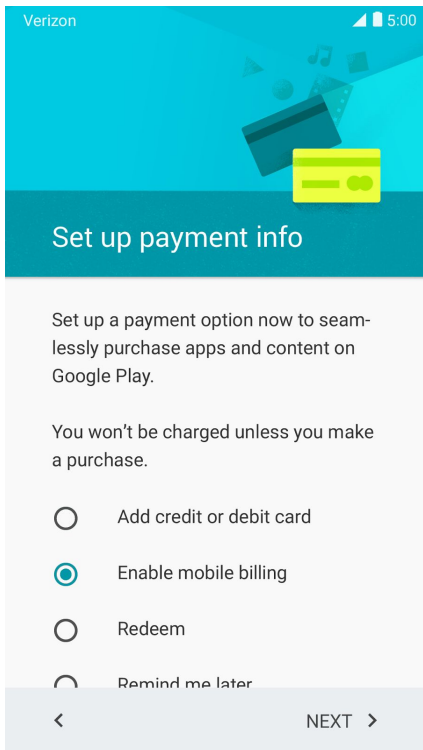 Verizon 5:00
Set up payment info
Set up a payment option now to seam-
lessly purchase apps and content on
Google Play.
You won’t be charged unless you make
a purchase.
Add credit or debit card
Enable mobile billing
Redeem
Remind me later
NEXT